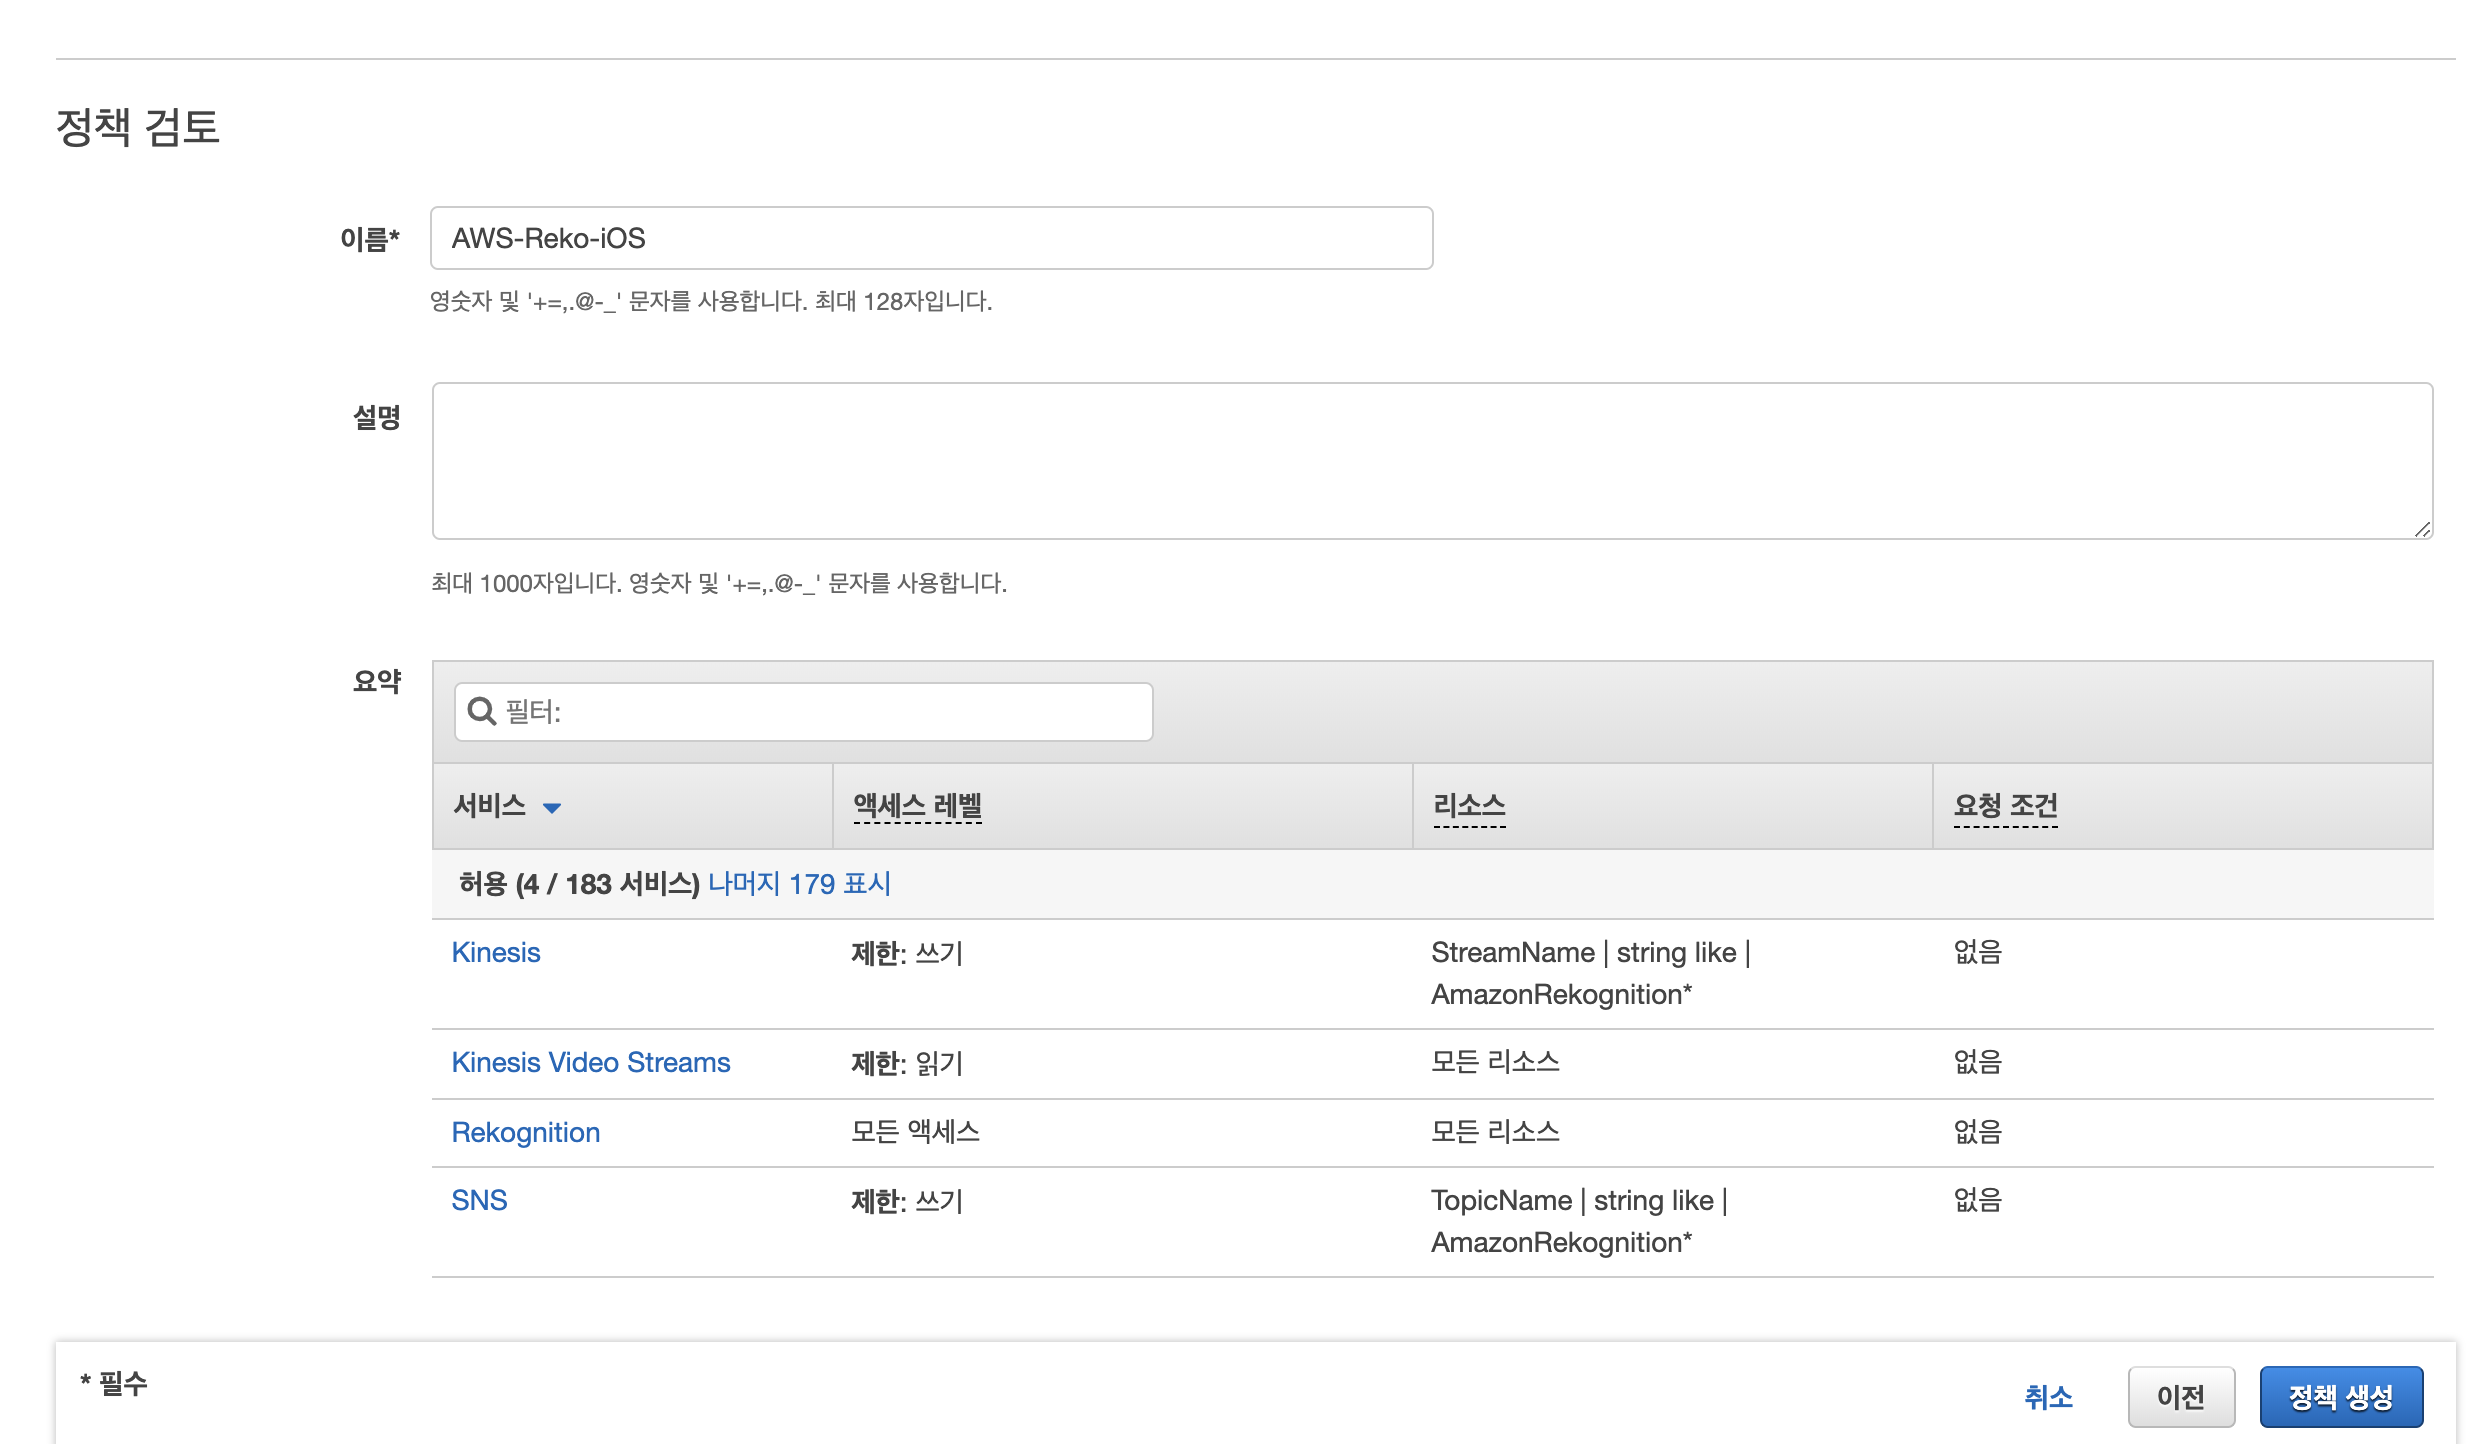 정책 검토
이름* AWS-Reko-iOS
영숫자 및 '+=,.@-_' 문자를 사용합니다. 최대 128자입니다.
설명
최대 1000자입니다. 영숫자 및 '+=,.@-_' 문자를 사용합니다.
요약 필터:
서비스 액세스 레벨 리소스 요청 조건
허용 (4 / 183 서비스) 나머지 179 표시
Kinesis 제한: 쓰기 StreamName | string like | 없음
AmazonRekognition*
Kinesis Video Streams 제한: 읽기 모든 리소스 없음
Rekognition 모든 액세스 모든 리소스 없음
SNS 제한: 쓰기 TopicName | string like | 없음
AmazonRekognition*
* 필수 취소 이전 정책 생성